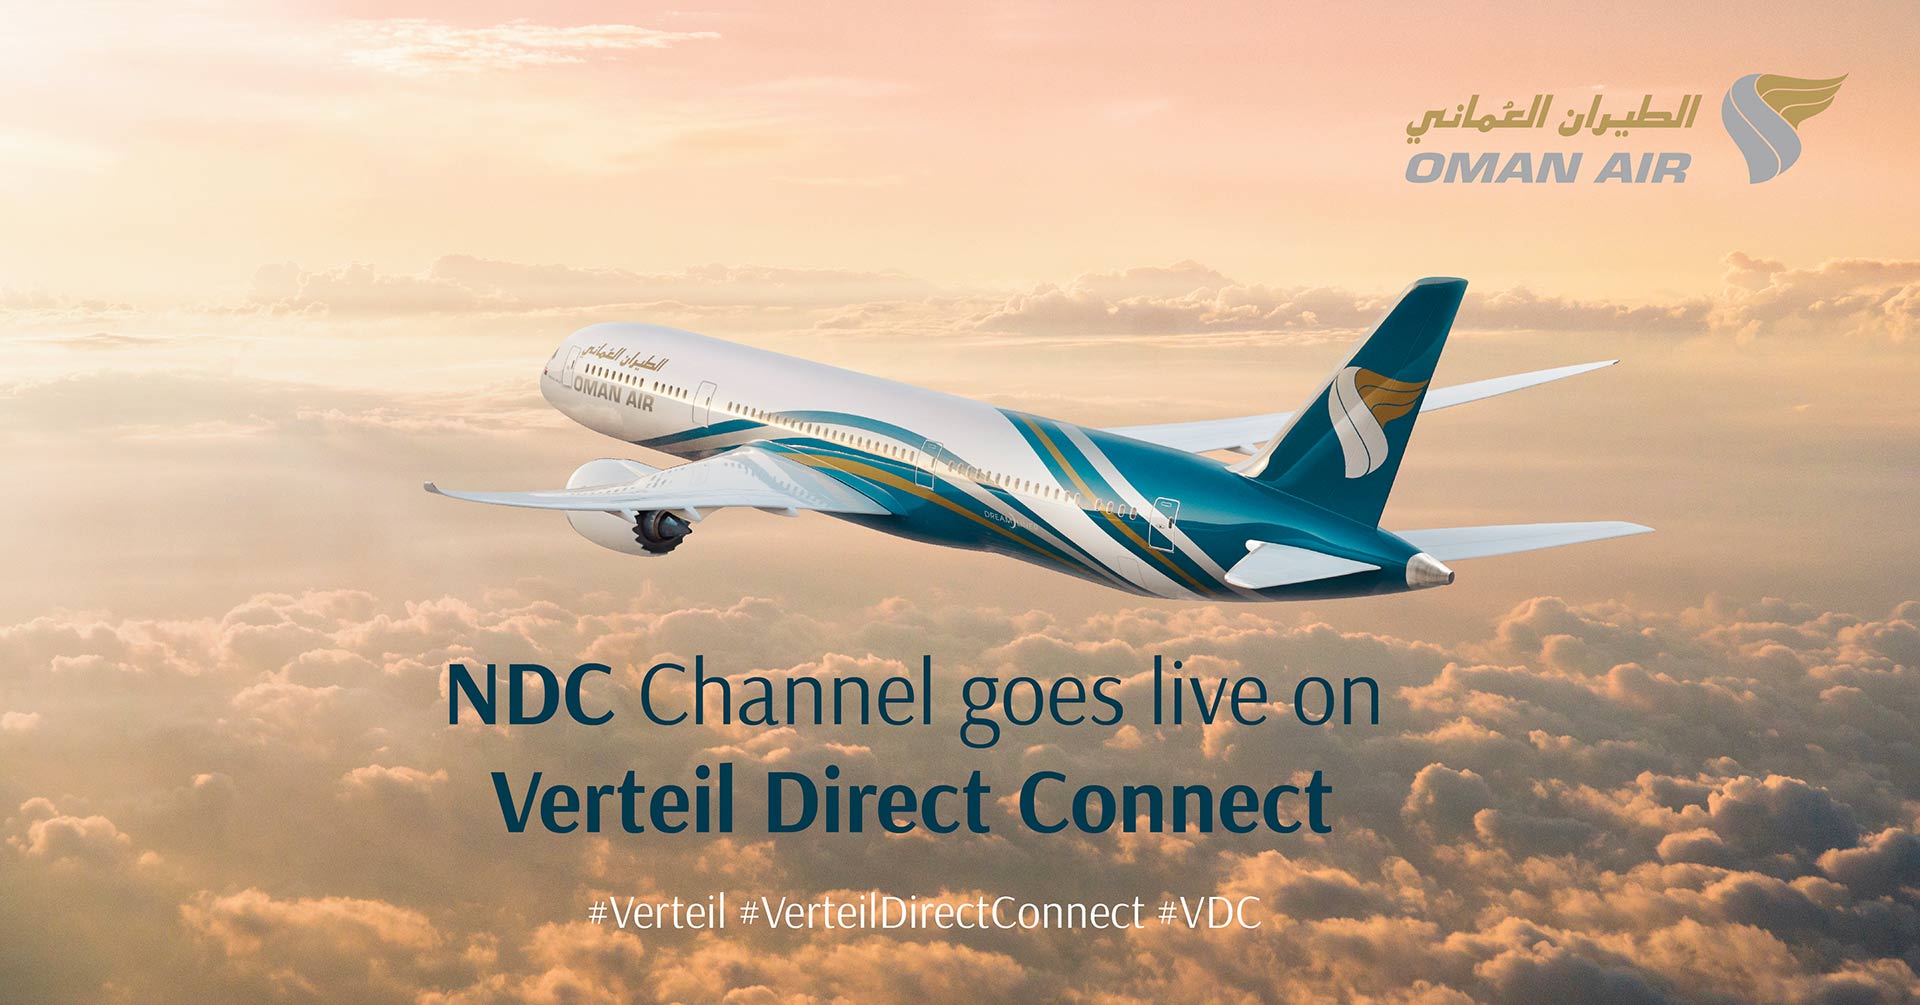 الطيران العُماني
OMAN AIR
الطيران العُماني
OMAN AIR
DREAMLINER
NDC Channel goes live on
Verteil Direct Connect
#Verteil #VerteilDirectConnect #VDC